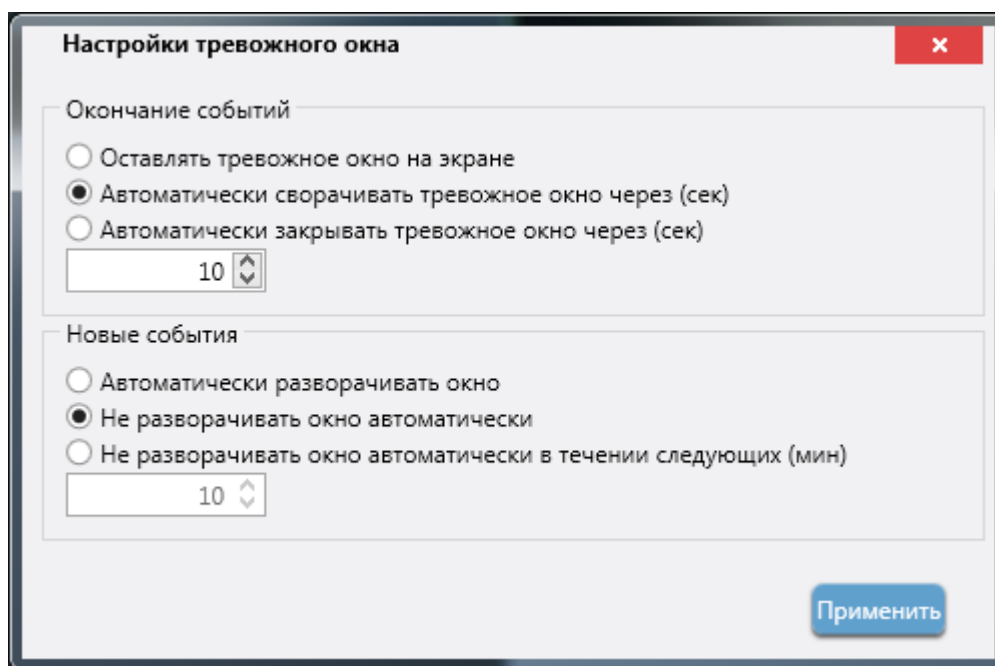 Настройки тревожного окна
Окончание событий
Оставлять тревожное окно на экране
Автоматически сворачивать тревожное окно через (сек)
Автоматически закрывать тревожное окно через (сек)
10
Новые события
Автоматически разворачивать окно
Не разворачивать окно автоматически
Не разворачивать окно автоматически в течении следующих (мин)
10
Применить